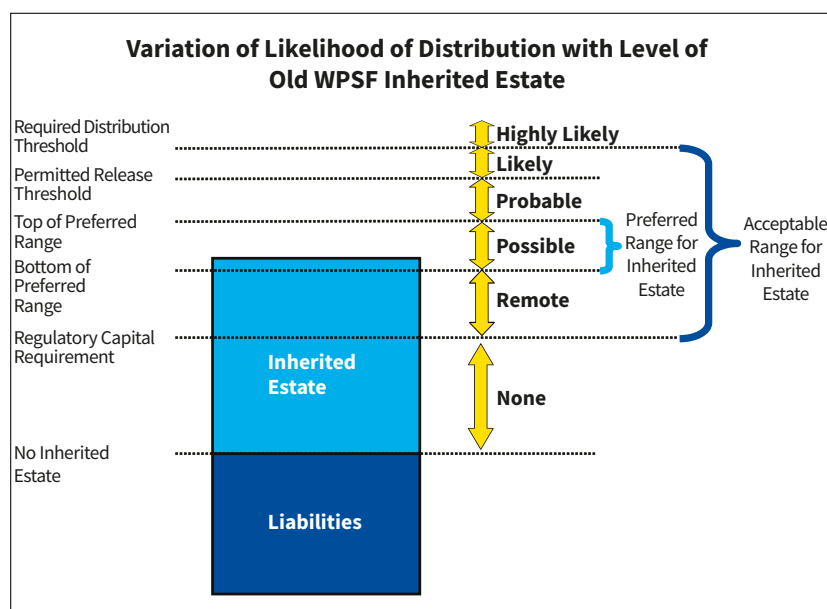 Variation of Likelihood of Distribution with Level of
Old WPSF Inherited Estate
Required Distribution
Threshold
Highly Likely
Likely
Permitted Release
Threshold
Probable
Top of Preferred
Range
Possible
Preferred
Range for
Inherited
Estate
Acceptable
Range for
Inherited
Estate
Bottom of
Preferred
Range
Remote
Regulatory Capital
Requirement
Inherited
Estate
None
No Inherited
Estate
Liabilities